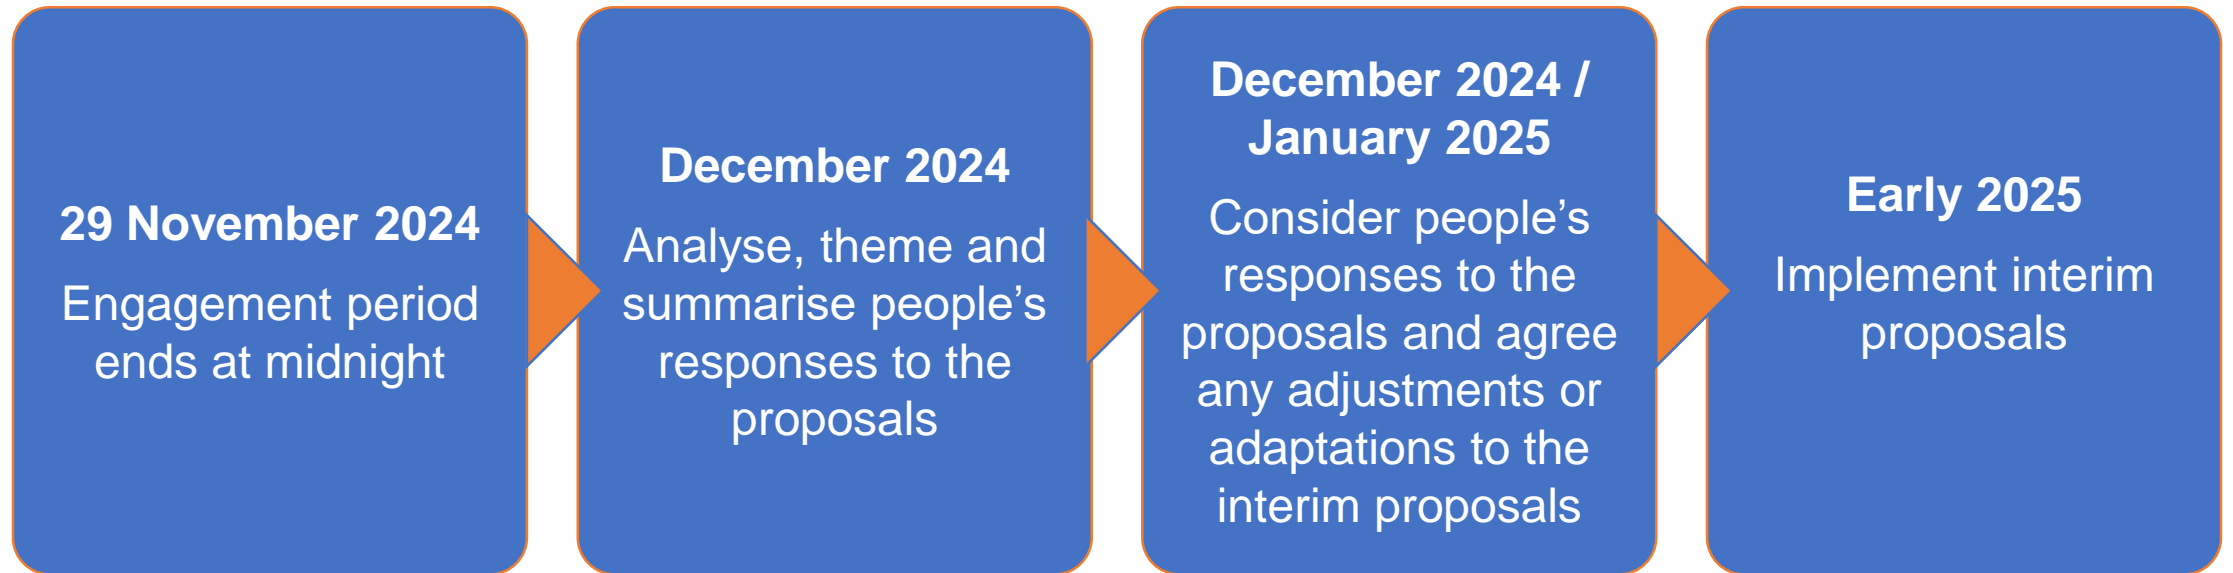 29 November 2024
Engagement period
ends at midnight
December 2024
Analyse, theme and
summarise people’s
responses to the
proposals
December 2024 /
January 2025
Consider people’s
responses to the
proposals and agree
any adjustments or
adaptations to the
interim proposals
Early 2025
Implement interim
proposals